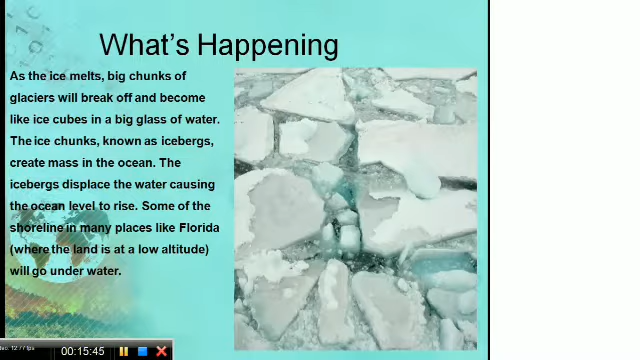 What's Happening
As the ice melts, big chunks of
glaciers will break off and become
like ice cubes in a big glass of water.
The ice chunks, known as icebergs,
create mass in the ocean. The
icebergs displace the water causing
the ocean level to rise. Some of the
shoreline in many places like Florida
(where the land is at a low altitude)
will go under water.
12.77 fps
00:15:45